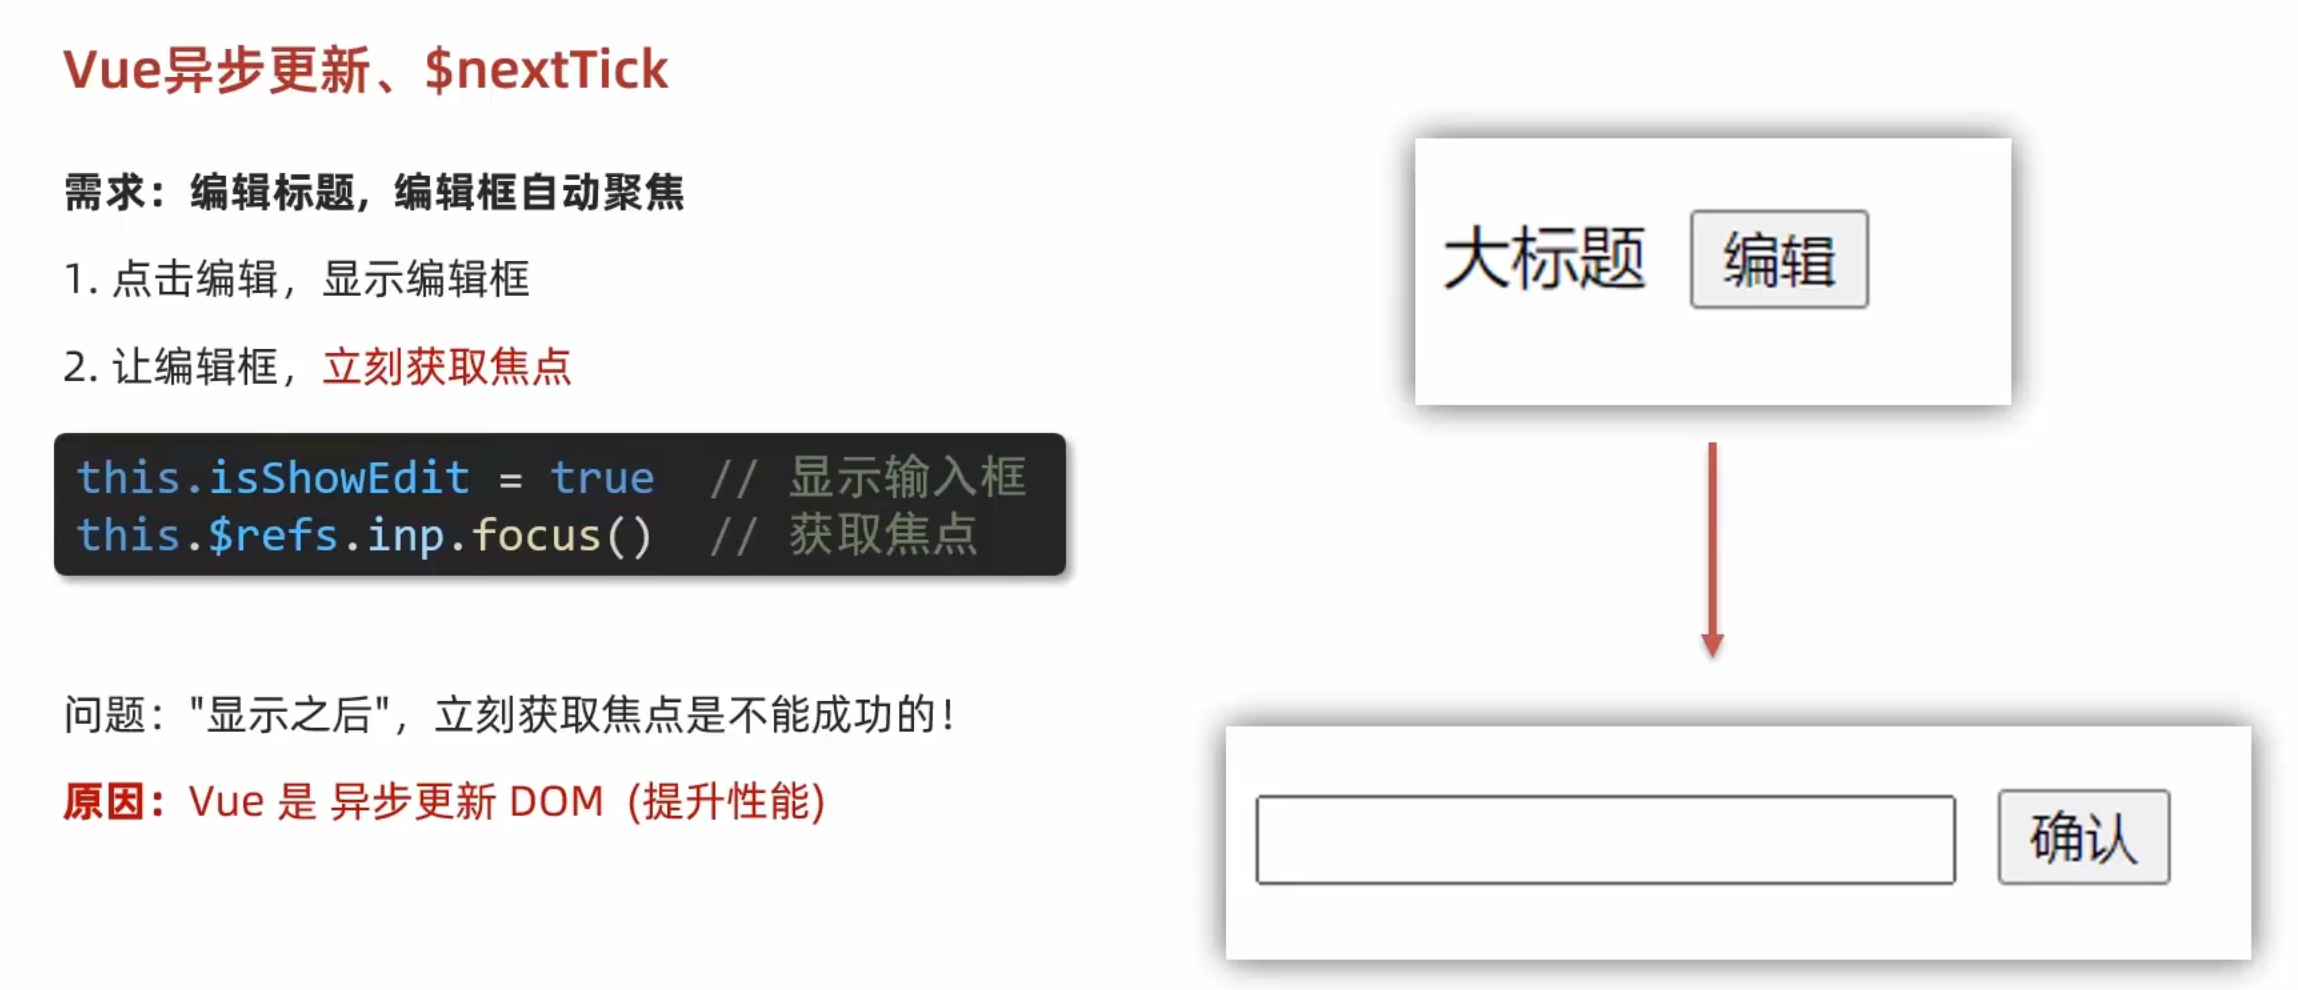 Vue异步更新、$nextTick
需求：编辑标题，编辑框自动聚焦
1. 点击编辑，显示编辑框
2. 让编辑框，立刻获取焦点
this.isShowEdit = true  // 显示输入框
this.$refs.inp.focus()  // 获取焦点
问题："显示之后"，立刻获取焦点是不能成功的！
原因：Vue 是 异步更新 DOM (提升性能)
大标题 编辑
确认